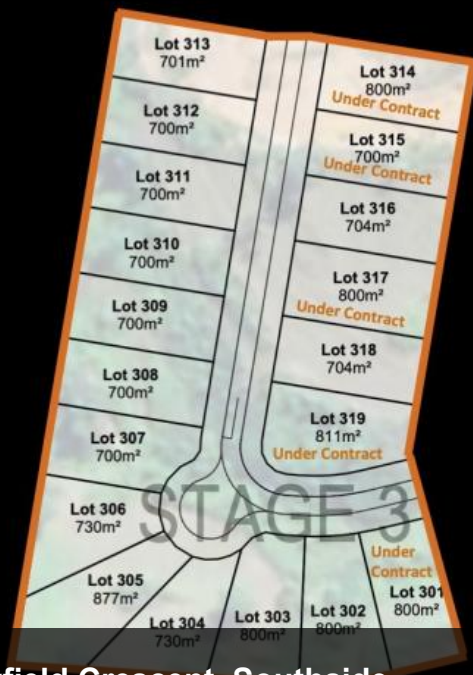 Lot 313
701m²
Lot 314
800m²
Under Contract
Lot 312
700m²
Lot 315
700m²
Under Contract
Lot 311
700m²
Lot 316
704m²
Lot 310
700m²
Lot 317
800m²
Under Contract
Lot 309
700m²
Lot 318
704m²
Lot 308
700m²
Lot 319
811m²
Under Contract
Lot 307
700m²
STAGE 3
Lot 306
730m²
Under
Contract
Lot 301
800m²
Lot 305
877m²
Lot 304
730m²
Lot 303
800m²
Lot 302
800m²
Crescent, Southside